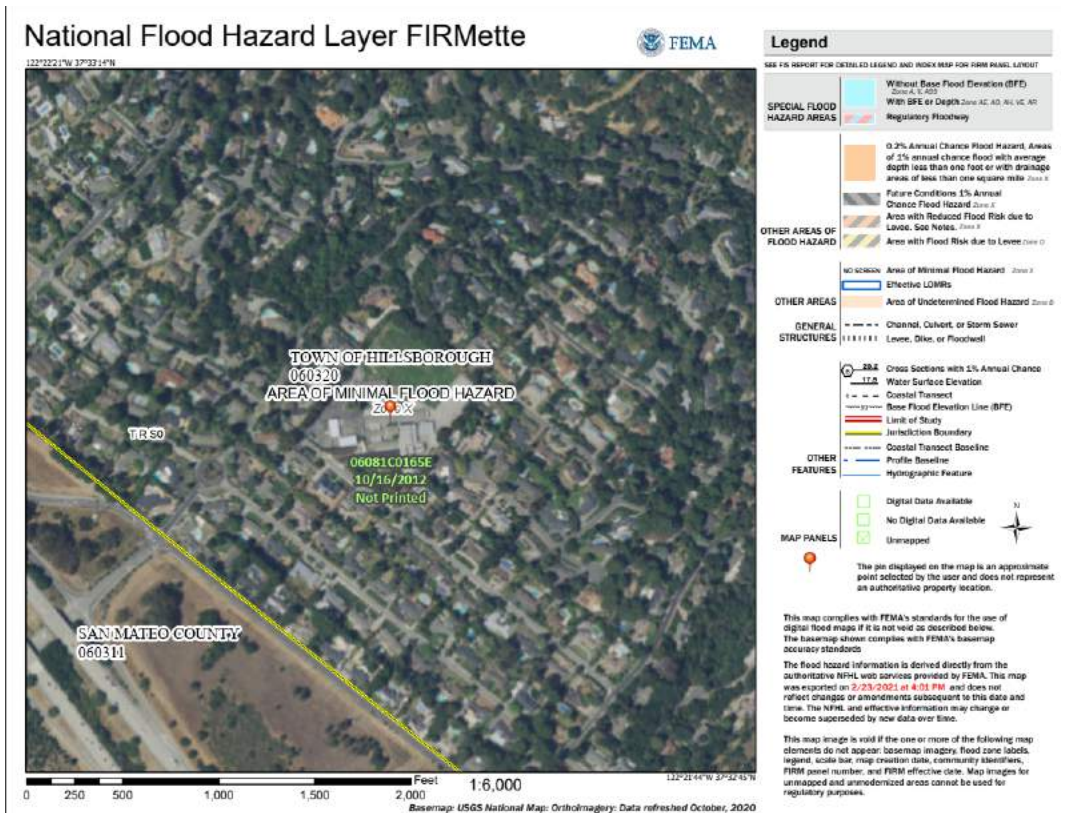 National Flood Hazard Layer FIRMette
FEMA
122°22'21"W 37°33'14"N
TOWN OF HILLSBOROUGH
060320
AREA OF MINIMAL FLOOD HAZARD
Zone X
T R S0
06081C0165E
10/16/2012
Not Printed
SAN MATEO COUNTY
060311
122°21'44"W 37°32'45"N
Feet
1:6,000
0 250 500 1,000 1,500 2,000
Basemap: USGS National Map: Orthoimagery: Data refreshed October, 2020
Legend
SEE FIS REPORT FOR DETAILED LEGEND AND INDEX MAP FOR FIRM PANEL LAYOUT
SPECIAL FLOOD
HAZARD AREAS
Without Base Flood Elevation (BFE)
Zone A, V, A99
With BFE or Depth Zone AE, AO, AH, VE, AR
Regulatory Floodway
OTHER AREAS OF
FLOOD HAZARD
0.2% Annual Chance Flood Hazard, Areas
of 1% annual chance flood with average
depth less than one foot or with drainage
areas of less than one square mile Zone X
Future Conditions 1% Annual
Chance Flood Hazard Zone X
Area with Reduced Flood Risk due to
Levee. See Notes. Zone X
Area with Flood Risk due to Levee Zone D
OTHER AREAS
NO SCREEN Area of Minimal Flood Hazard Zone X
Effective LOMRs
Area of Undetermined Flood Hazard Zone D
GENERAL
STRUCTURES
Channel, Culvert, or Storm Sewer
Levee, Dike, or Floodwall
OTHER
FEATURES
20.2 Cross Sections with 1% Annual Chance
17.5 Water Surface Elevation
Coastal Transect
Base Flood Elevation Line (BFE)
Limit of Study
Jurisdiction Boundary
Coastal Transect Baseline
Profile Baseline
Hydrographic Feature
MAP PANELS
Digital Data Available
No Digital Data Available
Unmapped
N
The pin displayed on the map is an approximate
point selected by the user and does not represent
an authoritative property location.
This map complies with FEMA's standards for the use of
digital flood maps if it is not void as described below.
The basemap shown complies with FEMA's basemap
accuracy standards
The flood hazard information is derived directly from the
authoritative NFHL web services provided by FEMA. This map
was exported on 2/23/2021 at 4:01 PM and does not
reflect changes or amendments subsequent to this date and
time. The NFHL and effective information may change or
become superseded by new data over time.
This map image is void if the one or more of the following map
elements do not appear: basemap imagery, flood zone labels,
legend, scale bar, map creation date, community identifiers,
FIRM panel number, and FIRM effective date. Map images for
unmapped and unmodernized areas cannot be used for
regulatory purposes.